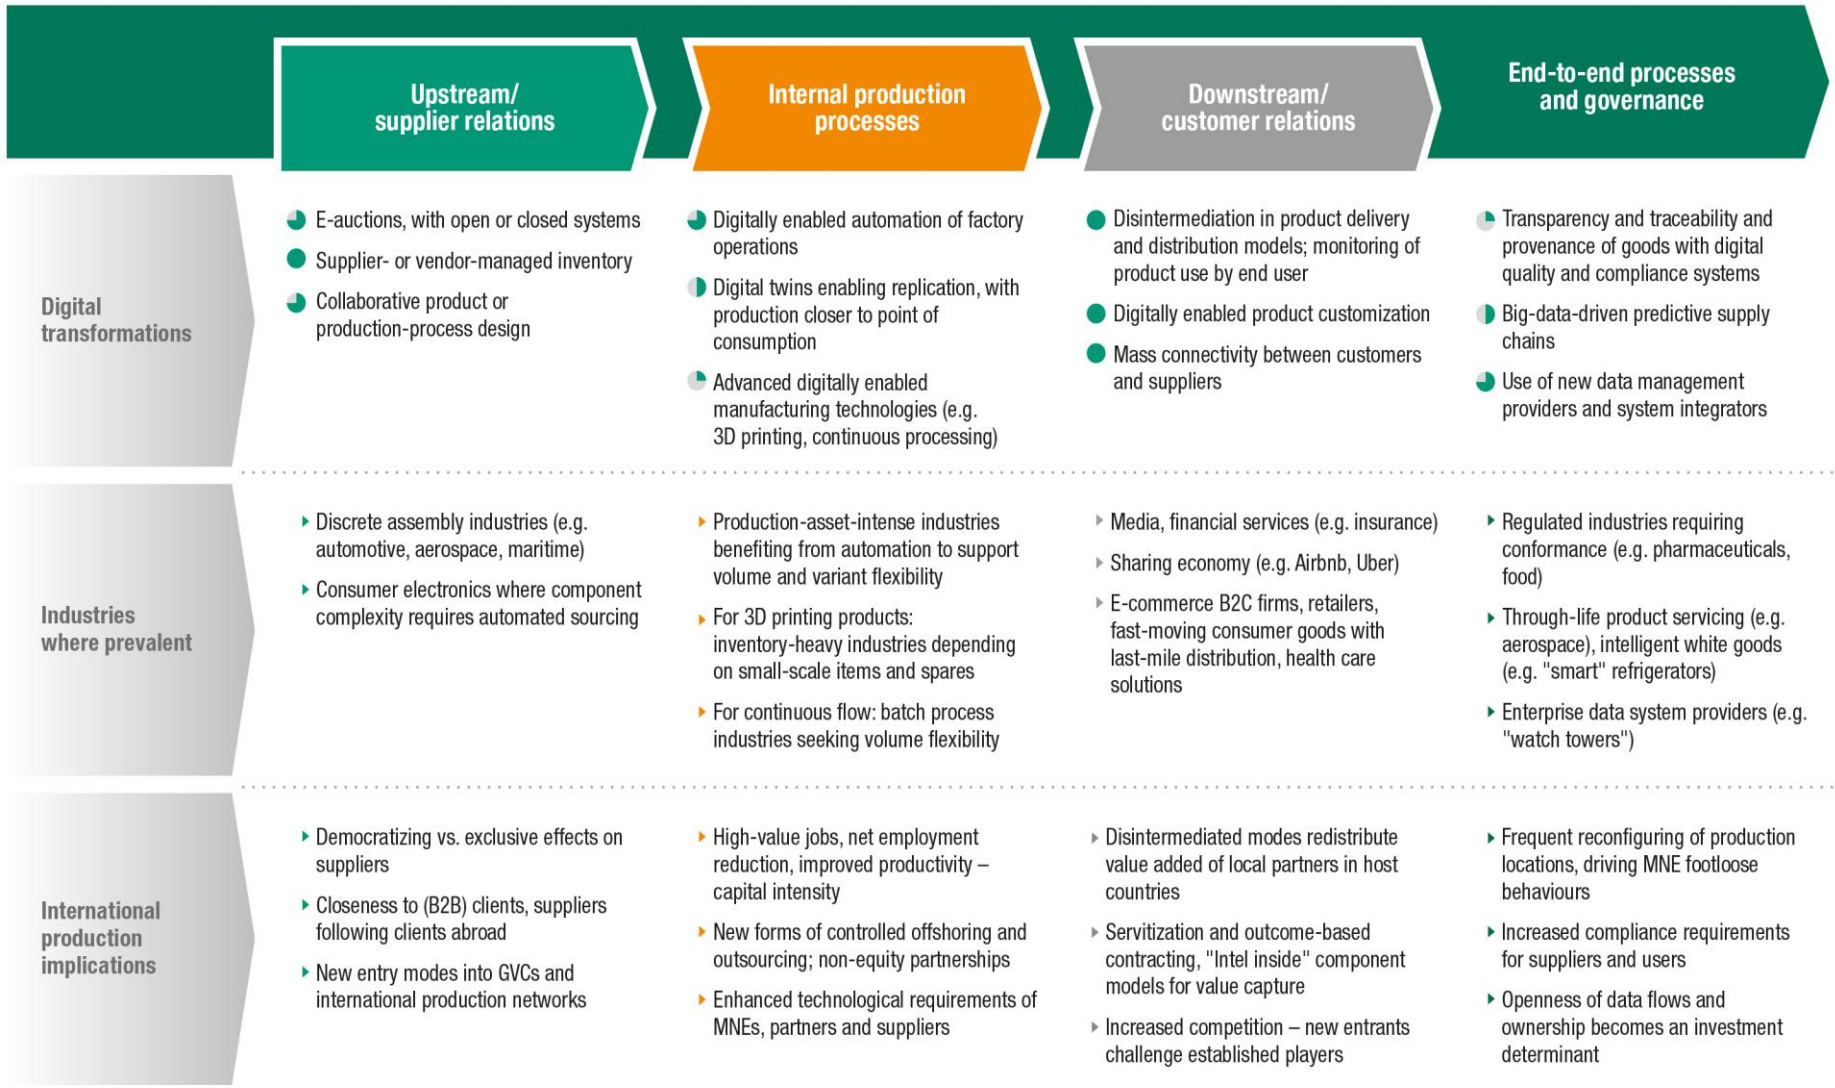 Upstream/
supplier relations
Internal production
processes
Downstream/
customer relations
End-to-end processes
and governance
Digital
transformations
E-auctions, with open or closed systems
Supplier- or vendor-managed inventory
Collaborative product or
production-process design
Digitally enabled automation of factory
operations
Digital twins enabling replication, with
production closer to point of
consumption
Advanced digitally enabled
manufacturing technologies (e.g.
3D printing, continuous processing)
Disintermediation in product delivery
and distribution models; monitoring of
product use by end user
Digitally enabled product customization
Mass connectivity between customers
and suppliers
Transparency and traceability and
provenance of goods with digital
quality and compliance systems
Big-data-driven predictive supply
chains
Use of new data management
providers and system integrators
Industries
where prevalent
Discrete assembly industries (e.g.
automotive, aerospace, maritime)
Consumer electronics where component
complexity requires automated sourcing
Production-asset-intense industries
benefiting from automation to support
volume and variant flexibility
For 3D printing products:
inventory-heavy industries depending
on small-scale items and spares
For continuous flow: batch process
industries seeking volume flexibility
Media, financial services (e.g. insurance)
Sharing economy (e.g. Airbnb, Uber)
E-commerce B2C firms, retailers,
fast-moving consumer goods with
last-mile distribution, health care
solutions
Regulated industries requiring
conformance (e.g. pharmaceuticals,
food)
Through-life product servicing (e.g.
aerospace), intelligent white goods
(e.g. "smart" refrigerators)
Enterprise data system providers (e.g.
"watch towers")
International
production
implications
Democratizing vs. exclusive effects on
suppliers
Closeness to (B2B) clients, suppliers
following clients abroad
New entry modes into GVCs and
international production networks
High-value jobs, net employment
reduction, improved productivity –
capital intensity
New forms of controlled offshoring and
outsourcing; non-equity partnerships
Enhanced technological requirements of
MNEs, partners and suppliers
Disintermediated modes redistribute
value added of local partners in host
countries
Servitization and outcome-based
contracting, "Intel inside" component
models for value capture
Increased competition – new entrants
challenge established players
Frequent reconfiguring of production
locations, driving MNE footloose
behaviours
Increased compliance requirements
for suppliers and users
Openness of data flows and
ownership becomes an investment
determinant